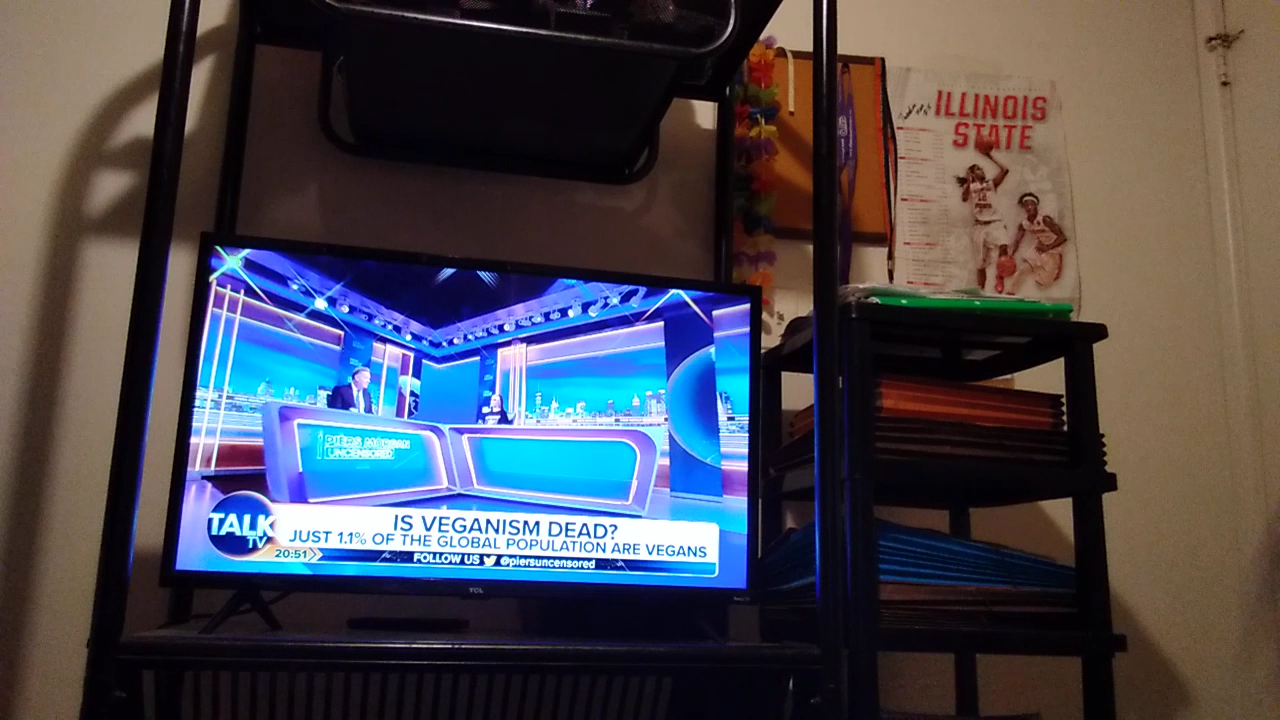 ILLINOIS
STATE
PIERS MORGAN
UNCENSORED
TALK
TV
IS VEGANISM DEAD?
JUST 1.1% OF THE GLOBAL POPULATION ARE VEGANS
20:51
FOLLOW US @piersuncensored
TCL